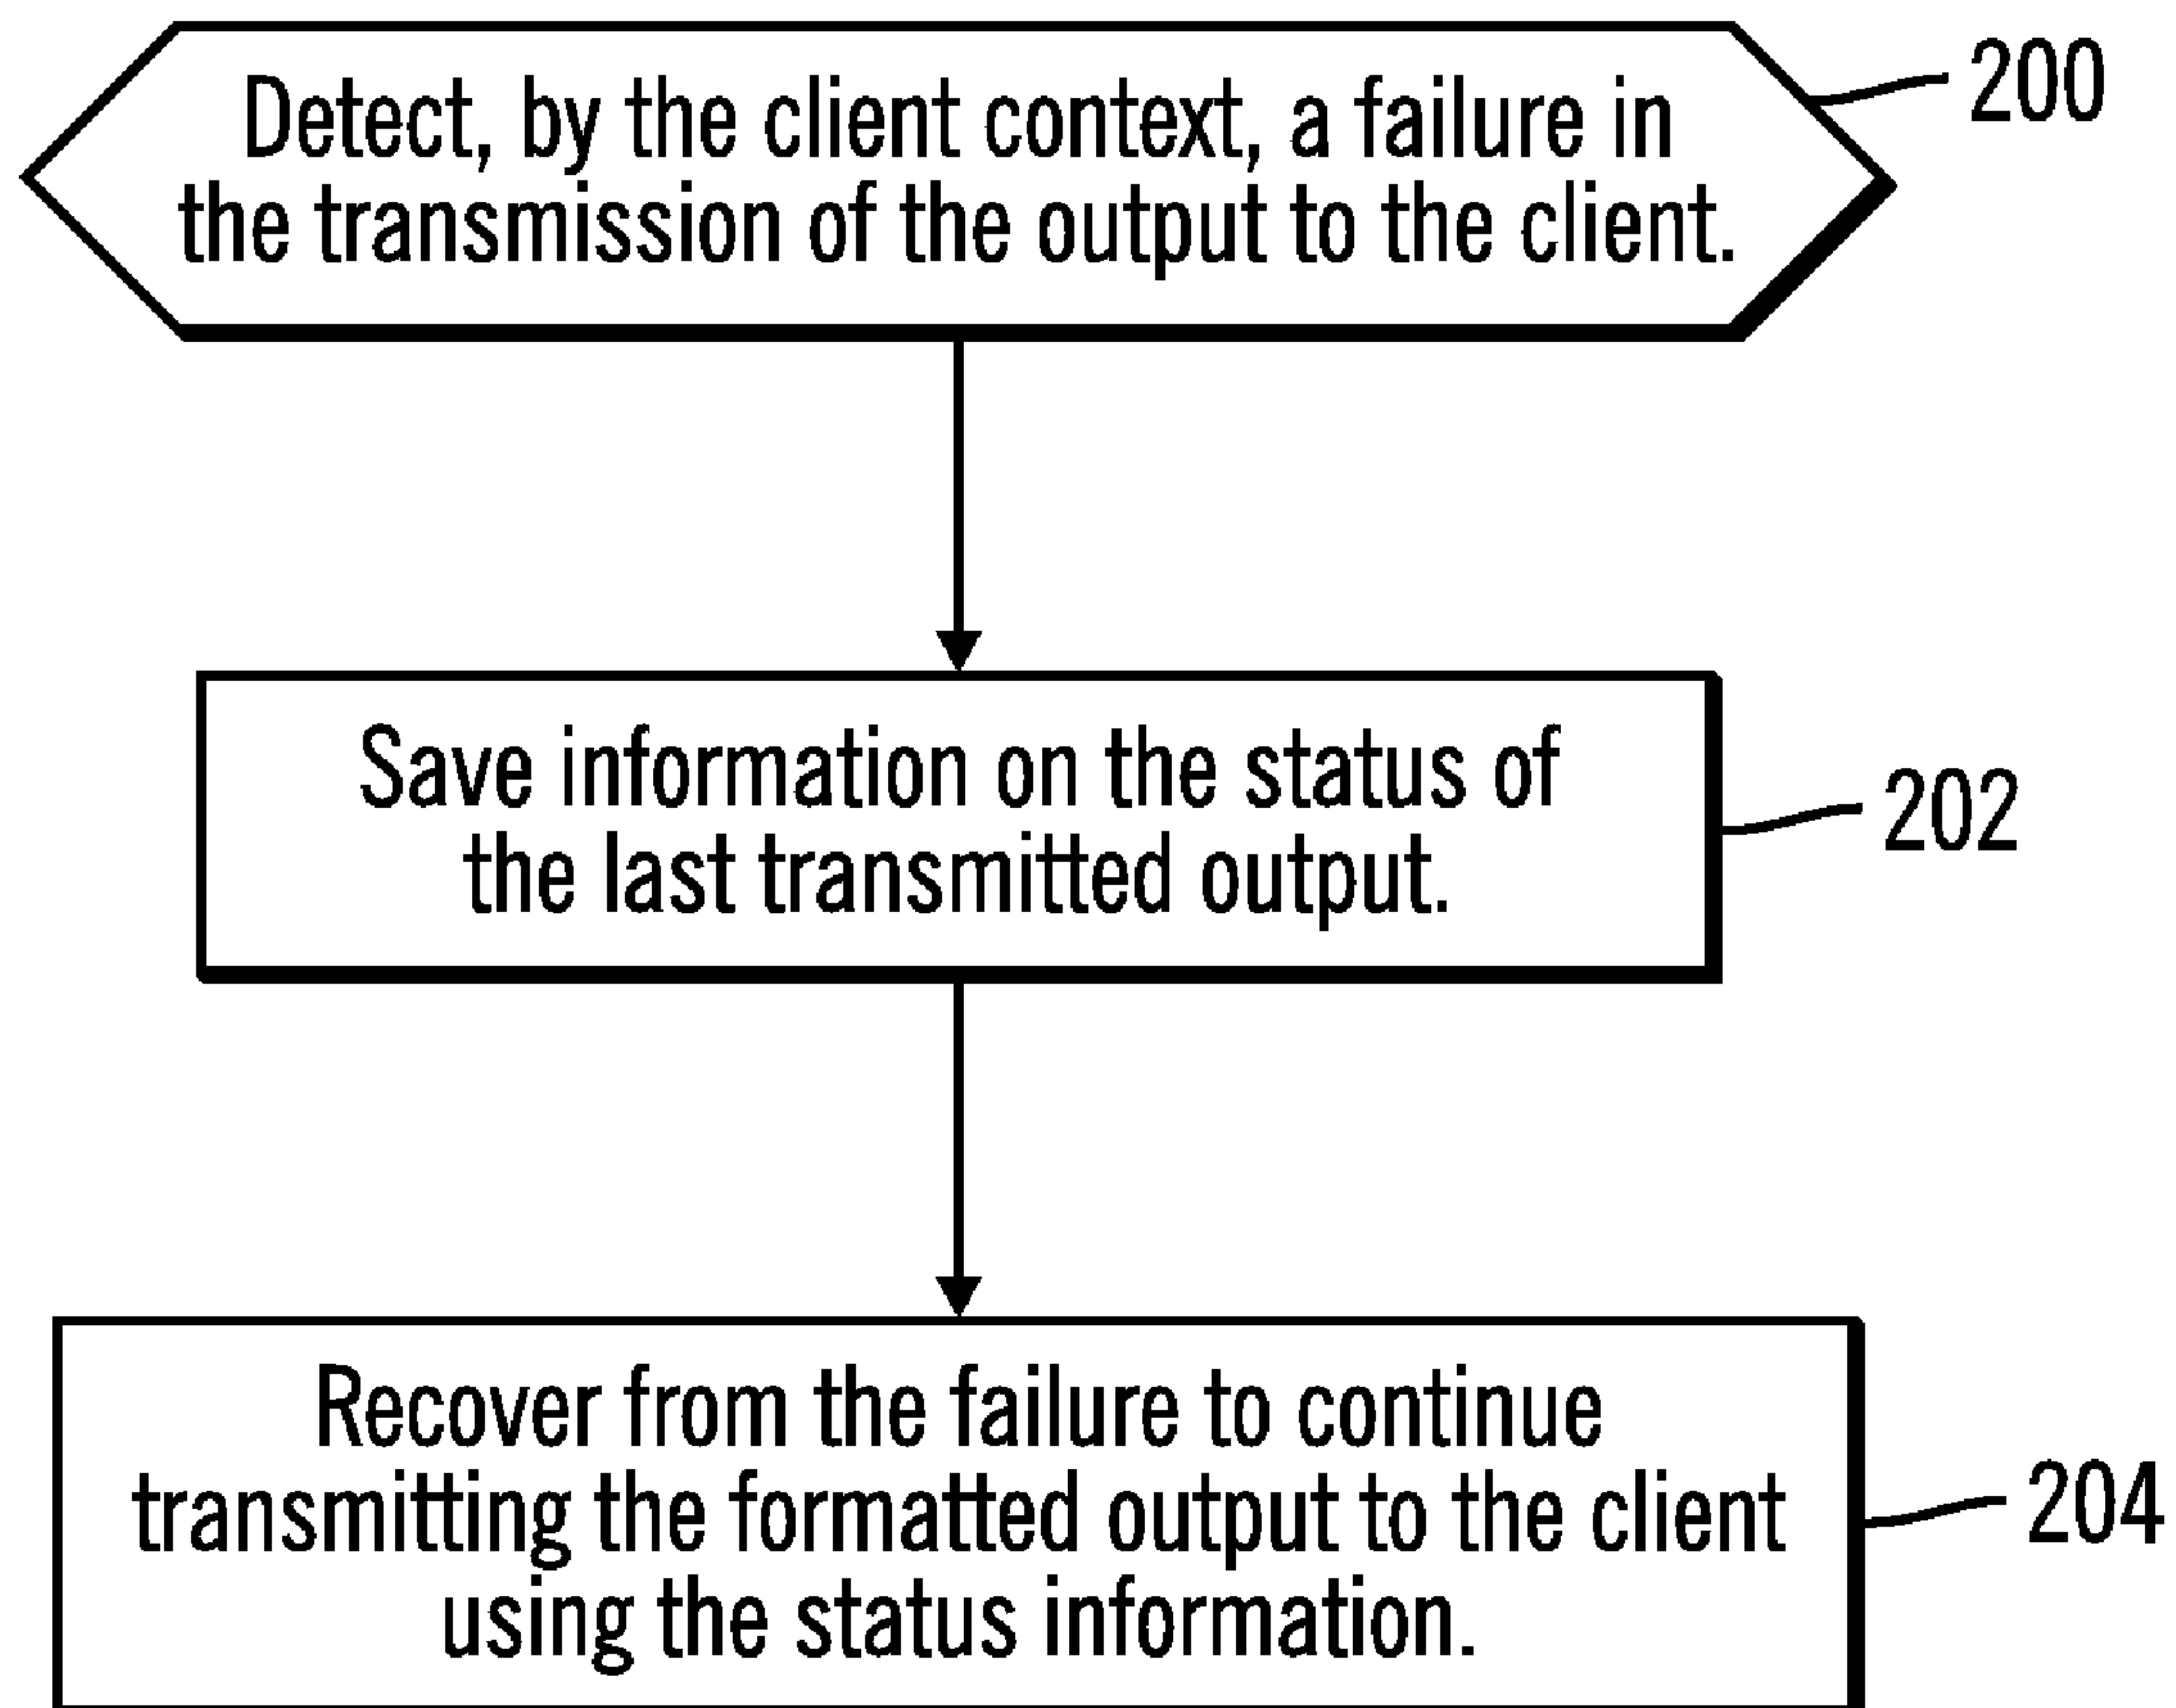 Detect, by the client context, a failure in
the transmission of the output to the client.
200
Save information on the status of
the last transmitted output.
202
Recover from the failure to continue
transmitting the formatted output to the client
using the status information.
204